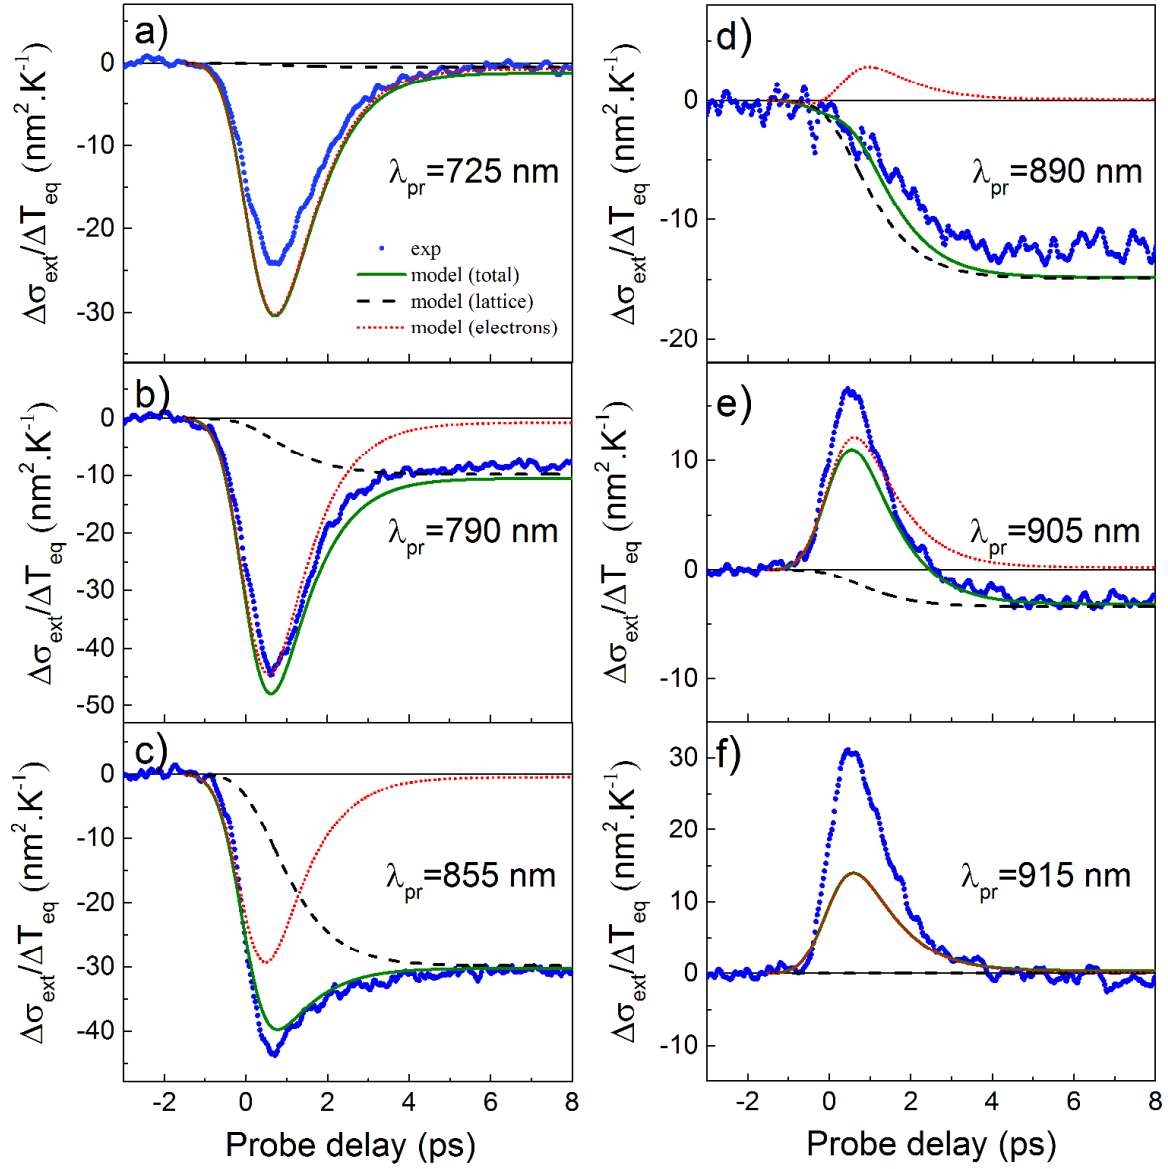 a)
Δσext/ΔTeq (nm².K⁻¹)
0
-10
-20
-30
λpr=725 nm
exp
model (total)
model (lattice)
model (electrons)
b)
Δσext/ΔTeq (nm².K⁻¹)
0
-10
-20
-30
-40
-50
λpr=790 nm
c)
Δσext/ΔTeq (nm².K⁻¹)
0
-10
-20
-30
-40
λpr=855 nm
-2 0 2 4 6 8
Probe delay (ps)
d)
Δσext/ΔTeq (nm².K⁻¹)
0
-10
-20
λpr=890 nm
e)
Δσext/ΔTeq (nm².K⁻¹)
10
0
-10
λpr=905 nm
f)
Δσext/ΔTeq (nm².K⁻¹)
30
20
10
0
-10
λpr=915 nm
-2 0 2 4 6 8
Probe delay (ps)